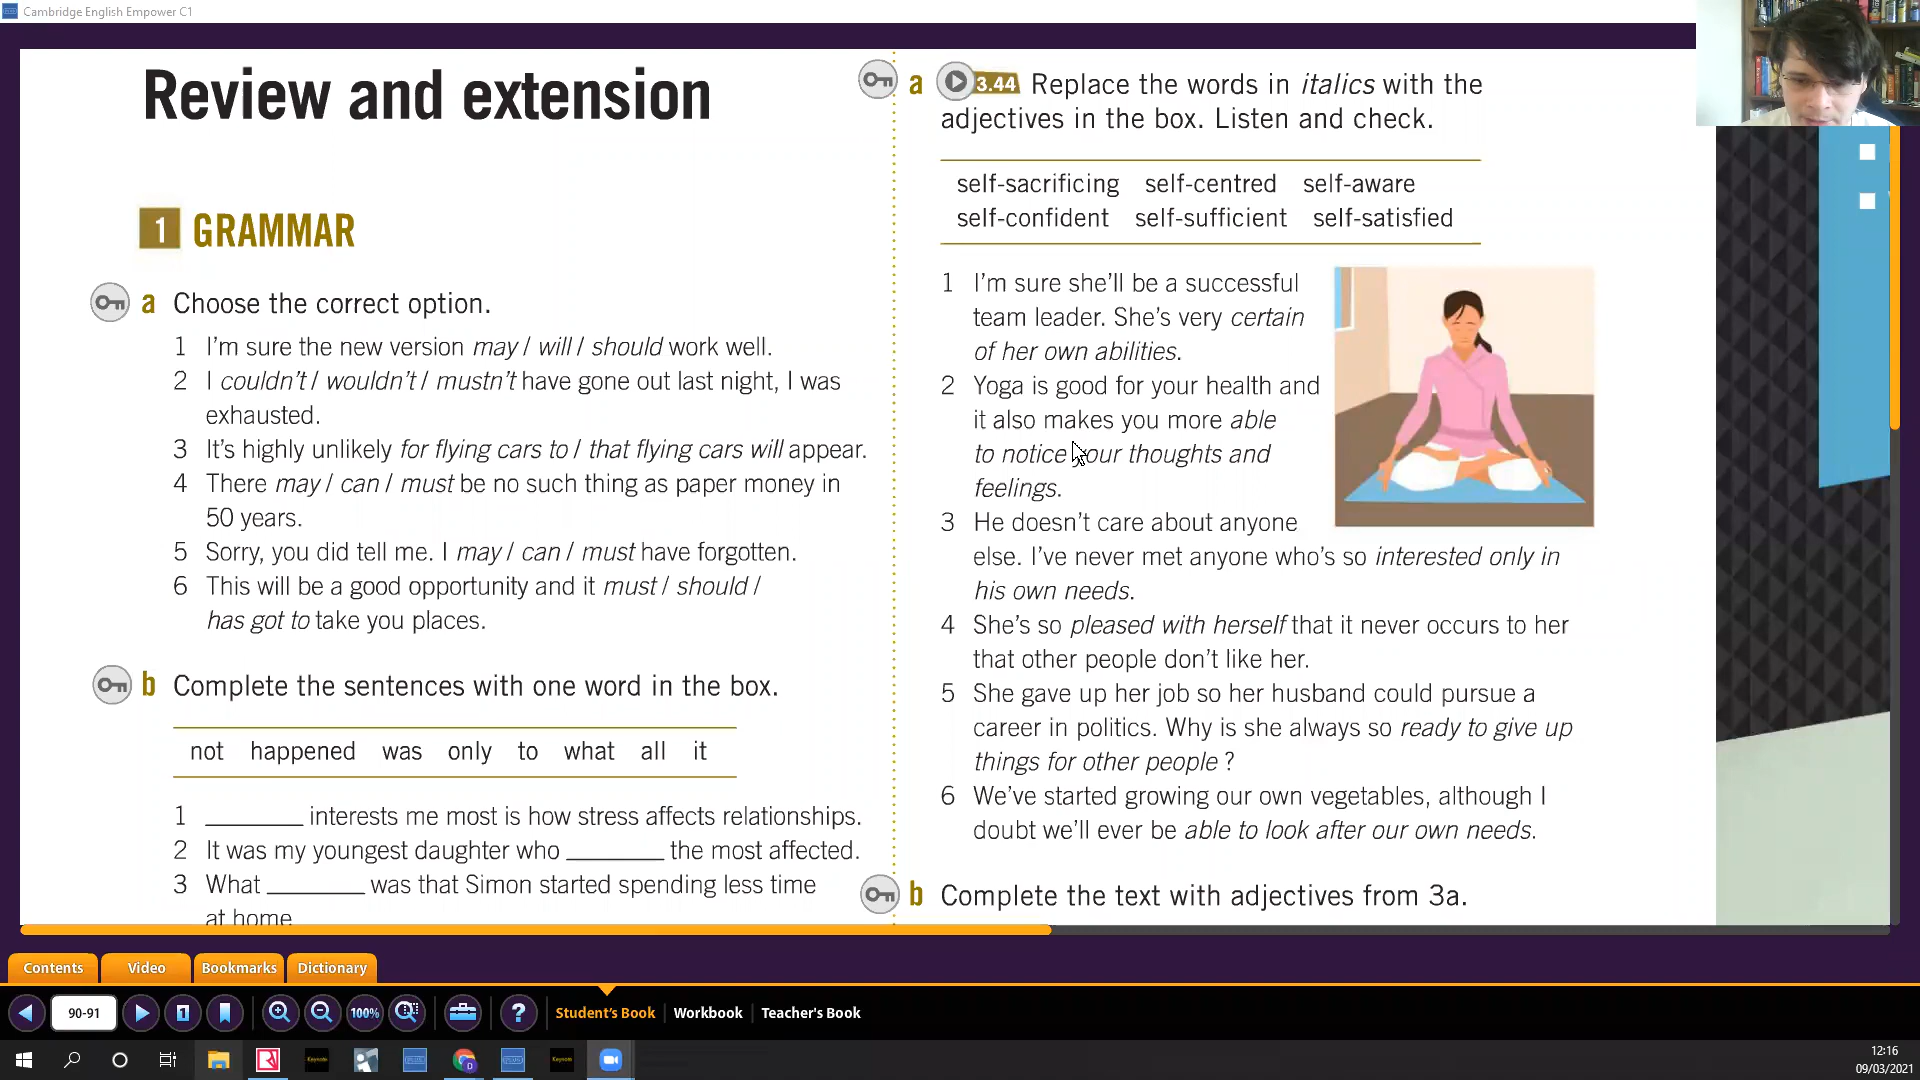 Cambridge English Empower C1
Review and extension
1 GRAMMAR
a Choose the correct option.
1 I'm sure the new version may / will / should work well.
2 I couldn't / wouldn't / mustn't have gone out last night, I was
exhausted.
3 It's highly unlikely for flying cars to / that flying cars will appear.
4 There may / can / must be no such thing as paper money in
50 years.
5 Sorry, you did tell me. I may / can / must have forgotten.
6 This will be a good opportunity and it must / should /
has got to take you places.
b Complete the sentences with one word in the box.
not happened was only to what all it
1 ________ interests me most is how stress affects relationships.
2 It was my youngest daughter who ________ the most affected.
3 What ________ was that Simon started spending less time
at home
a 3.44 Replace the words in italics with the
adjectives in the box. Listen and check.
self-sacrificing self-centred self-aware
self-confident self-sufficient self-satisfied
1 I'm sure she'll be a successful
team leader. She's very certain
of her own abilities.
2 Yoga is good for your health and
it also makes you more able
to notice your thoughts and
feelings.
3 He doesn't care about anyone
else. I've never met anyone who's so interested only in
his own needs.
4 She's so pleased with herself that it never occurs to her
that other people don't like her.
5 She gave up her job so her husband could pursue a
career in politics. Why is she always so ready to give up
things for other people ?
6 We've started growing our own vegetables, although I
doubt we'll ever be able to look after our own needs.
b Complete the text with adjectives from 3a.
Contents Video Bookmarks Dictionary
90-91 1 100% ? Student's Book Workbook Teacher's Book
12:16
09/03/2021